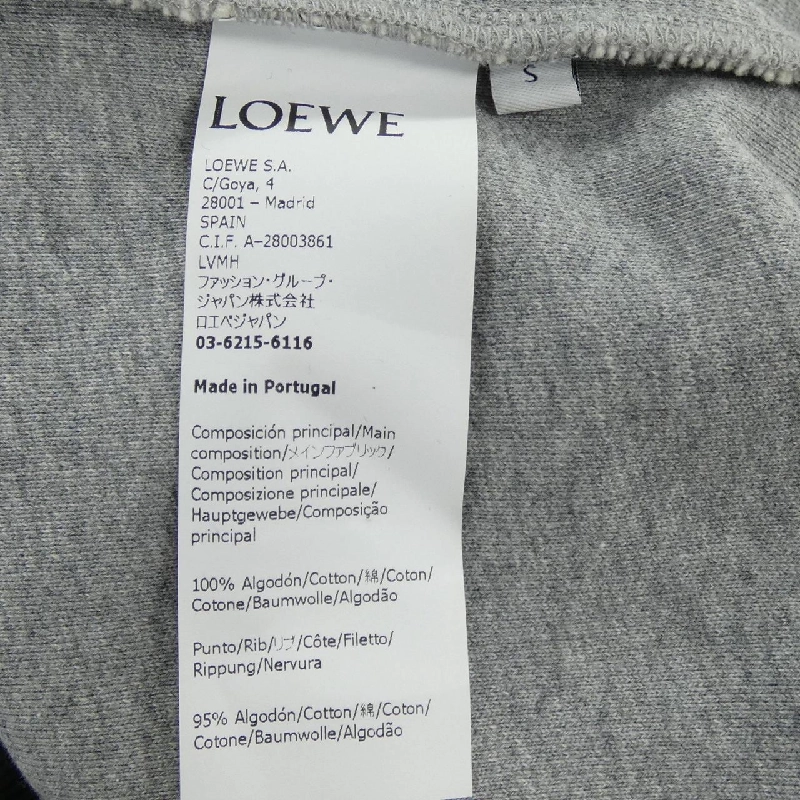 S
LOEWE
LOEWE S.A.
C/Goya, 4
28001 – Madrid
SPAIN
C.I.F. A-28003861
LVMH
ファッション・グループ・
ジャパン株式会社
ロエベジャパン
03-6215-6116
Made in Portugal
Composición principal/Main
composition/メインファブリック/
Composition principal/
Composizione principale/
Hauptgewebe/Composição
principal
100% Algodón/Cotton/綿/Coton/
Cotone/Baumwolle/Algodão
Punto/Rib/リブ/Côte/Filetto/
Rippung/Nervura
95% Algodón/Cotton/綿/Coton/
Cotone/Baumwolle/Algodão